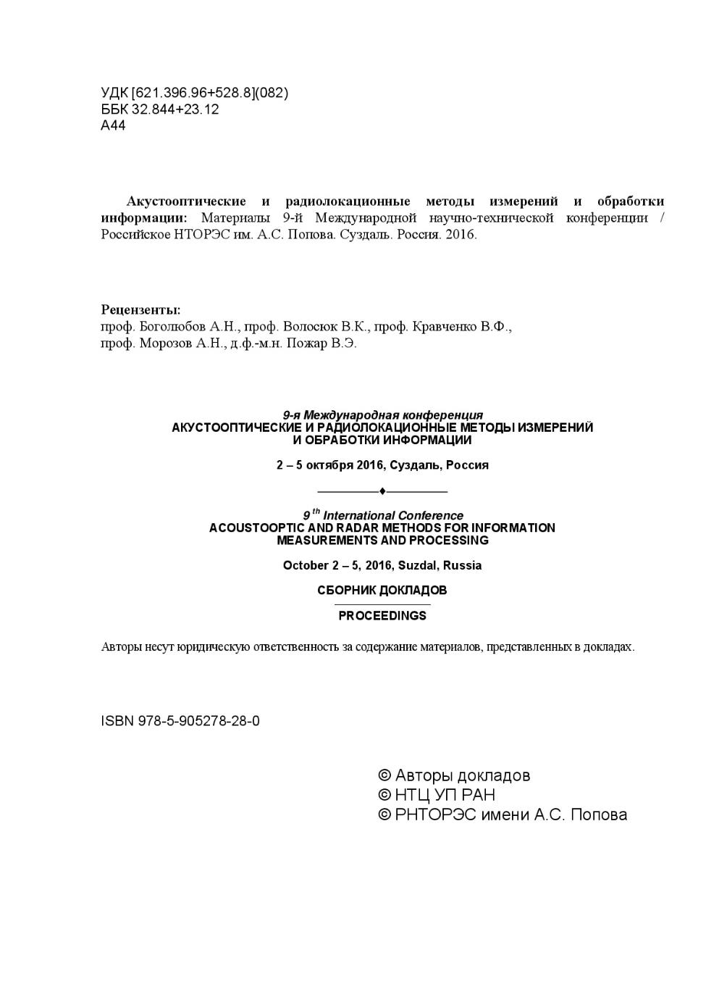 УДК [621.396.96+528.8](082)
ББК 32.844+23.12
А44
Акустооптические и радиолокационные методы измерений и обработки
информации: Материалы 9-й Международной научно-технической конференции /
Российское НТОРЭС им. А.С. Попова. Суздаль. Россия. 2016.
Рецензенты:
проф. Боголюбов А.Н., проф. Волосюк В.К., проф. Кравченко В.Ф.,
проф. Морозов А.Н., д.ф.-м.н. Пожар В.Э.
9-я Международная конференция
АКУСТООПТИЧЕСКИЕ И РАДИОЛОКАЦИОННЫЕ МЕТОДЫ ИЗМЕРЕНИЙ
И ОБРАБОТКИ ИНФОРМАЦИИ
2 – 5 октября 2016, Суздаль, Россия
9 th International Conference
ACOUSTOOPTIC AND RADAR METHODS FOR INFORMATION
MEASUREMENTS AND PROCESSING
October 2 – 5, 2016, Suzdal, Russia
СБОРНИК ДОКЛАДОВ
PROCEEDINGS
Авторы несут юридическую ответственность за содержание материалов, представленных в докладах.
ISBN 978-5-905278-28-0
© Авторы докладов
© НТЦ УП РАН
© РНТОРЭС имени А.С. Попова